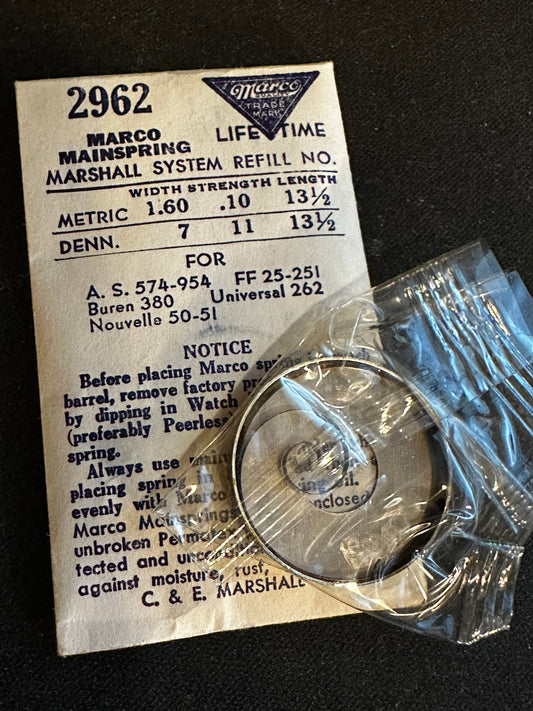 2962
Marco
QUALITY
TRADE
MARK
MARCO LIFE TIME
MAINSPRING
MARSHALL SYSTEM REFILL NO.
WIDTH STRENGTH LENGTH
METRIC 1.60 .10 13½
DENN. 7 11 13½
FOR
A. S. 574-954 FF 25-251
Buren 380 Universal 262
Nouvelle 50-51
NOTICE
Before placing Marco spring
barrel, remove factory
by dipping in Watch
(preferably Peerless
spring.
Always use
placing spring in
evenly with Marco
Marco Mainsprings
unbroken
tected and
against moisture, rust,
C. & E. MARSHALL
Oil.
enclosed